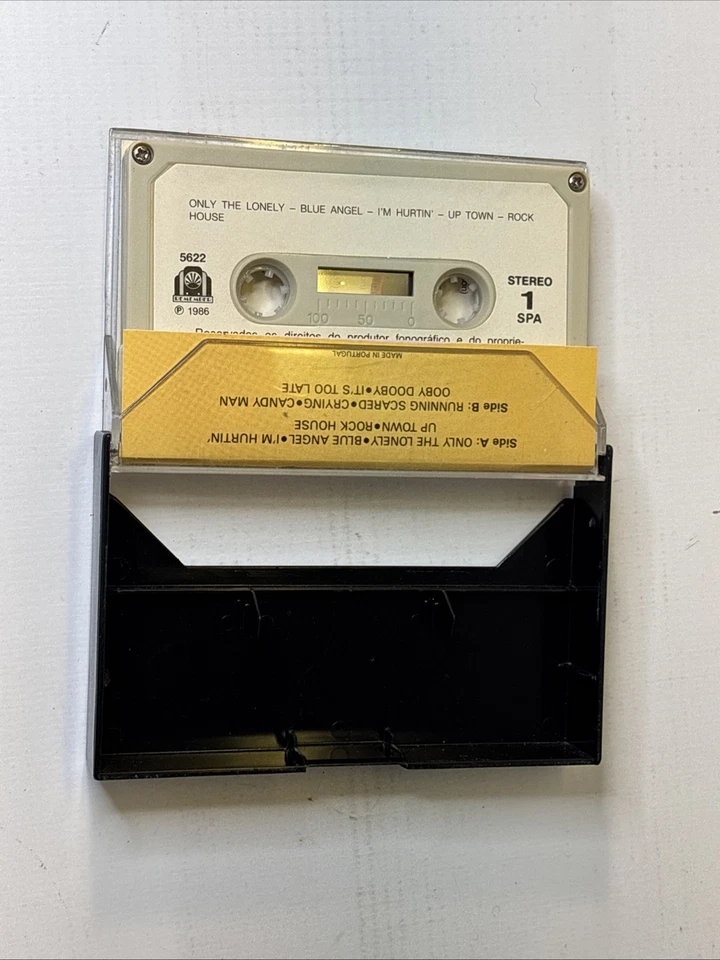 ONLY THE LONELY – BLUE ANGEL – I'M HURTIN' – UP TOWN – ROCK
HOUSE
5622
REMEMBER
℗ 1986
STEREO
1
SPA
100 50 0
Reservados os direitos do produtor fonográfico e do proprie-
Side A: ONLY THE LONELY●BLUE ANGEL●I'M HURTIN'
UP TOWN●ROCK HOUSE
Side B: RUNNING SCARED●CRYING●CANDY MAN
OOBY DOOBY●IT'S TOO LATE
MADE IN PORTUGAL